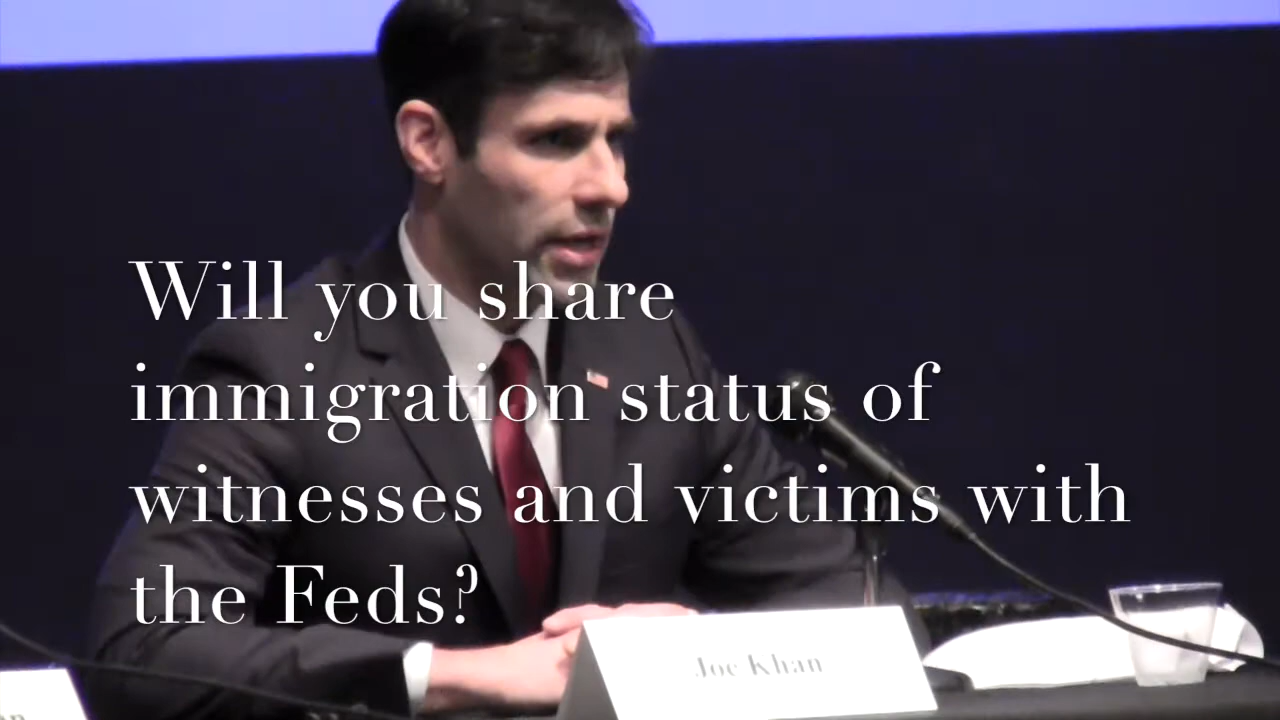 Will you share
immigration status of
witnesses and victims with
the Feds?
Joe Khan